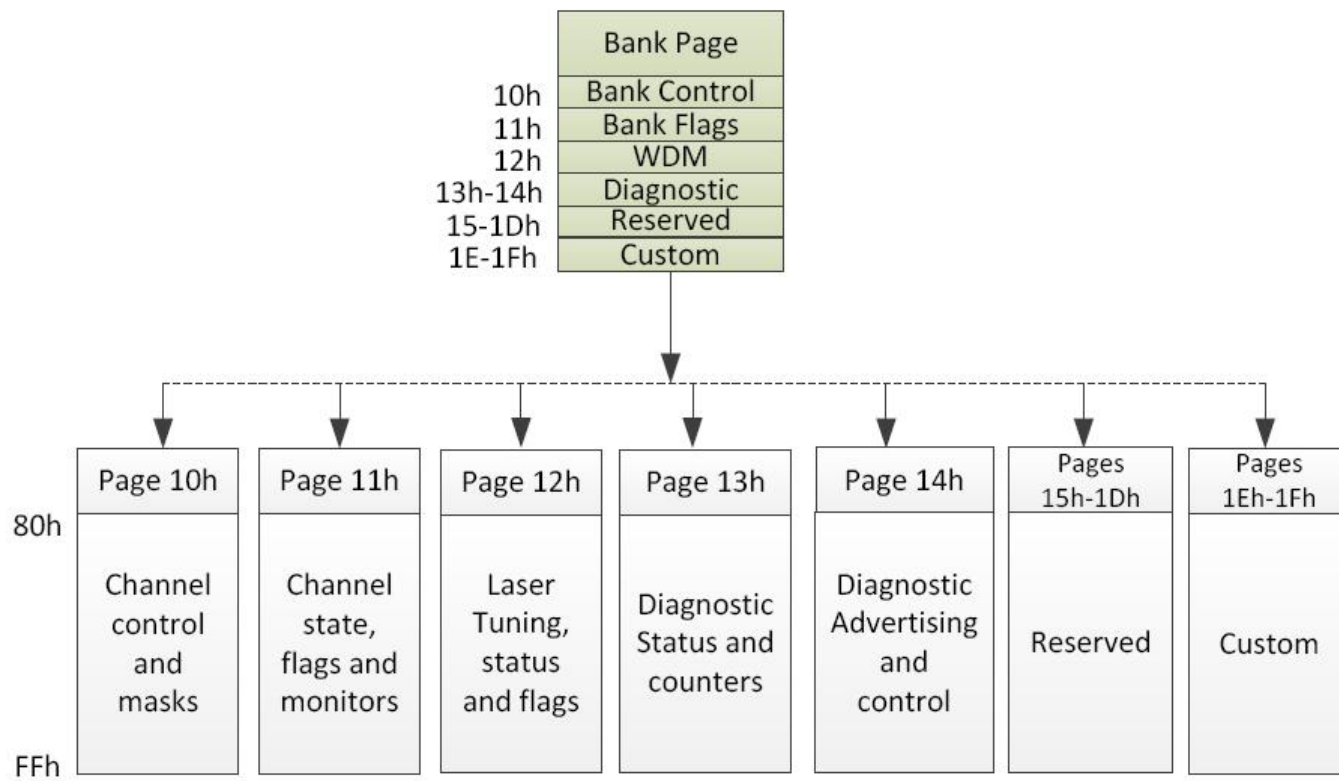 Bank Page
10h
Bank Control
11h
Bank Flags
12h
WDM
13h-14h
Diagnostic
15-1Dh
Reserved
1E-1Fh
Custom
Page 10h
Page 11h
Page 12h
Page 13h
Page 14h
Pages
15h-1Dh
Pages
1Eh-1Fh
80h
Channel
control
and
masks
Channel
state,
flags and
monitors
Laser
Tuning,
status
and flags
Diagnostic
Status and
counters
Diagnostic
Advertising
and
control
Reserved
Custom
FFh